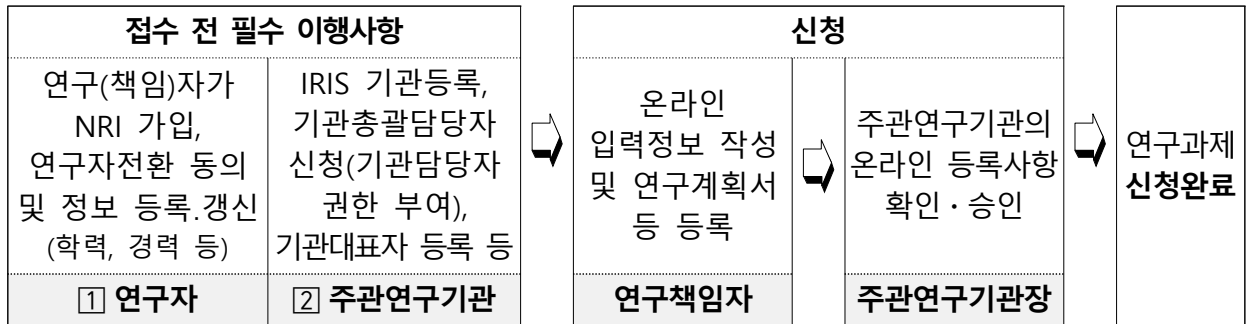 접수 전 필수 이행사항
연구(책임)자가
NRI 가입,
연구자전환 동의
및 정보 등록.갱신
(학력, 경력 등)
1 연구자
IRIS 기관등록,
기관총괄담당자
신청(기관담당자
권한 부여),
기관대표자 등록 등
2 주관연구기관
신청
온라인
입력정보 작성
및 연구계획서
등 등록
연구책임자
주관연구기관의
온라인 등록사항
확인·승인
주관연구기관장
연구과제
신청완료